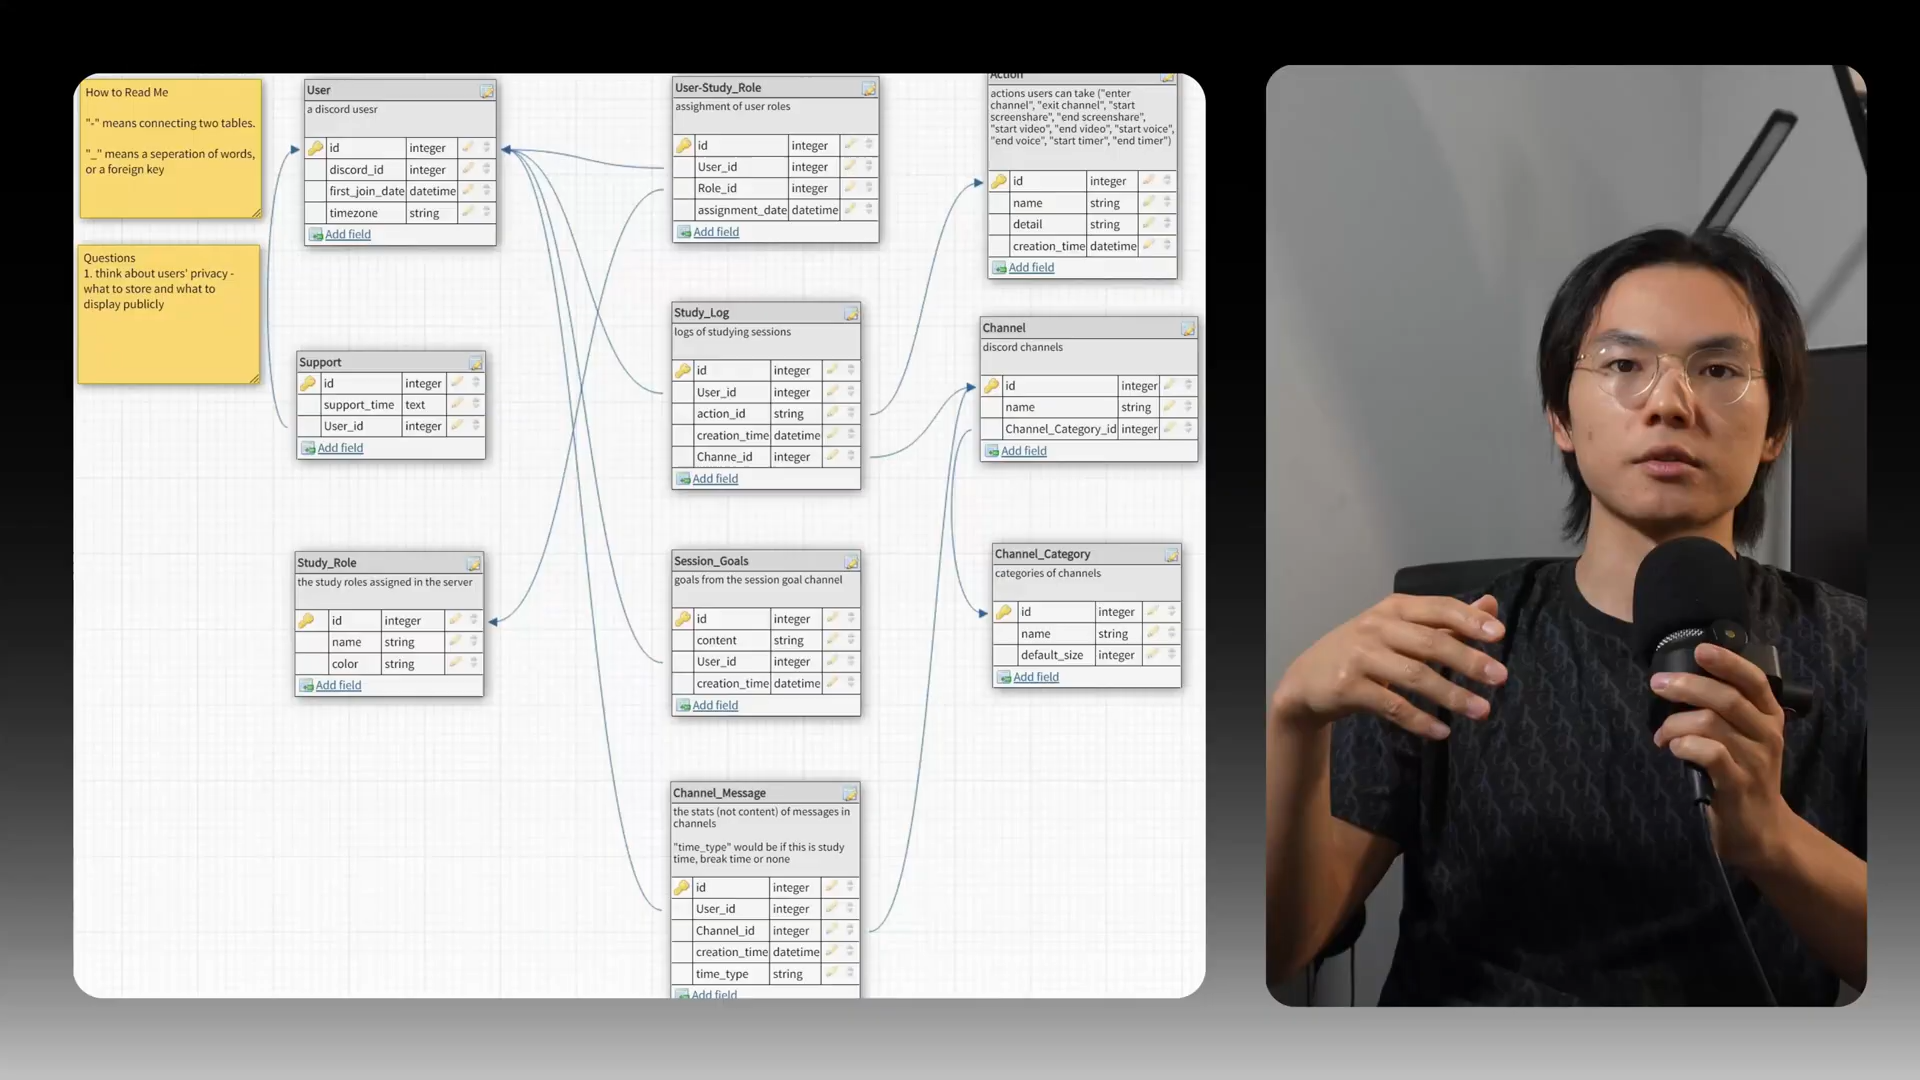 How to Read Me
"-" means connecting two tables.
"_" means a seperation of words,
or a foreign key
Questions
1. think about users' privacy -
what to store and what to
display publicly
User
a discord usesr
id integer
discord_id integer
first_join_date datetime
timezone string
Add field
Support
id integer
support_time text
User_id integer
Add field
Study_Role
the study roles assigned in the server
id integer
name string
color string
Add field
User-Study_Role
assighment of user roles
id integer
User_id integer
Role_id integer
assignment_date datetime
Add field
Study_Log
logs of studying sessions
id integer
User_id integer
action_id string
creation_time datetime
Channe_id integer
Add field
Session_Goals
goals from the session goal channel
id integer
content string
User_id integer
creation_time datetime
Add field
Channel_Message
the stats (not content) of messages in
channels
"time_type" would be if this is study
time, break time or none
id integer
User_id integer
Channel_id integer
creation_time datetime
time_type string
Add field
Action
actions users can take ("enter
channel", "exit channel", "start
screenshare", "end screenshare",
"start video", "end video", "start voice",
"end voice", "start timer", "end timer")
id integer
name string
detail string
creation_time datetime
Add field
Channel
discord channels
id integer
name string
Channel_Category_id integer
Add field
Channel_Category
categories of channels
id integer
name string
default_size integer
Add field